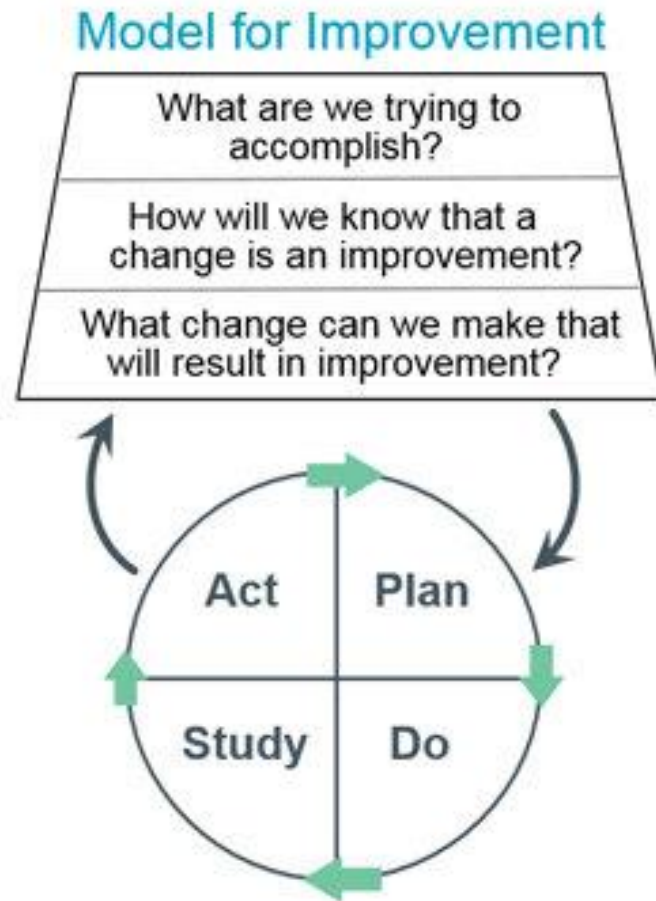 Model for Improvement
What are we trying to
accomplish?
How will we know that a
change is an improvement?
What change can we make that
will result in improvement?
Act
Plan
Study
Do